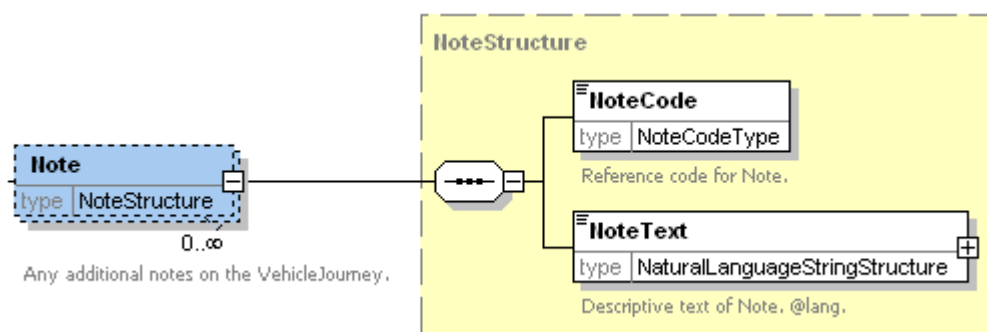 NoteStructure
NoteCode
type NoteCodeType
Reference code for Note.
Note
type NoteStructure
0..∞
Any additional notes on the VehicleJourney.
NoteText
type NaturalLanguageStringStructure
Descriptive text of Note. @lang.